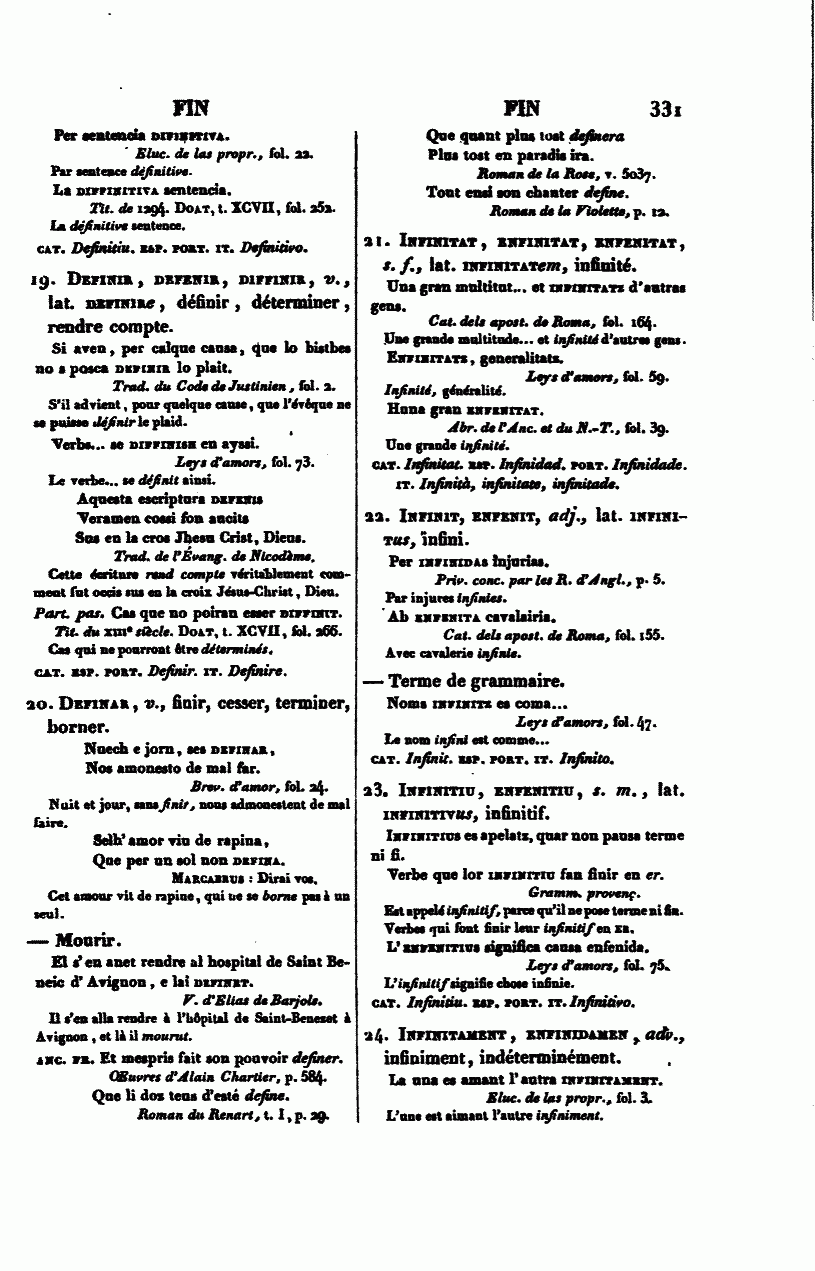 FIN
Per sentencia DIFINITIVA.
Eluc. de las propr., fol. 22.
Par sentence définitive.
La DIFFINITIVA sentencia.
Tit. de 1294. DOAT, t. XCVII, fol. 252.
La définitive sentence.
CAT. Definitiu. ESP. PORT. IT. Definitivo.
19. DEFINIR, DEFENIR, DIFFINIR, v.,
lat. DEFINIRe, définir, déterminer,
rendre compte.
Si aven, per calque causa, que lo bistbes
no a posca DEFINIR lo plait.
Trad. du Code de Justinien, fol. 2.
S'il advient, pour quelque cause, que l'évêque ne
se puisse définir le plaid.
Verbs... se DIFFINISH en ayssi.
Leys d'amors, fol. 73.
Le verbe... se définit ainsi.
Aquesta escriptura DEFENIS
Veramen cossi fon aucits
Sus en la cros Jhesu Crist, Dieus.
Trad. de l'Évang. de Nicodème.
Cette écriture rend compte véritablement com-
ment fut occis sus en la croix Jésus-Christ, Dieu.
Part. pas. Cas que no poiran esser DIFFINIT.
Tit. du XIIIe siècle. DOAT, t. XCVII, fol. 266.
Cas qui ne pourront être déterminés.
CAT. ESP. PORT. Definir. IT. Definire.
20. DEFINAR, v., finir, cesser, terminer,
borner.
Nuech e jorn, ses DEFINAR,
Nos amonesto de mal far.
Brev. d'amor, fol. 24.
Nuit et jour, sans finir, nous admonestent de mal
faire.
Selh' amor viu de rapina,
Que per un sol non DEFINA.
MARCABRUS : Dirai vos.
Cet amour vit de rapine, qui ne se borne pas à un
seul.
— Mourir.
El s'en anet rendre al hospital de Saint Be-
neic d'Avignon, e lai DEFINET.
V. d'Elias de Barjols.
Il s'en alla rendre à l'hôpital de Saint-Benezet à
Avignon, et là il mourut.
ANC. FR. Et mespris fait son pouvoir definer.
Œuvres d'Alain Chartier, p. 584.
Que li doz tens d'esté define.
Roman du Renart, t. I, p. 29.
FIN 331
Que quant plus tost definera
Plus tost en paradis ira.
Roman de la Rose, v. 5037.
Tout ensi son chanter define.
Roman de la Violette, p. 12.
21. INFINITAT, ENFINITAT, ENFENITAT,
s. f., lat. INFINITATem, infinité.
Una gran multitut... et INFINITATZ d'autras
gens.
Cat. dels apost. de Roma, fol. 164.
Une grande multitude... et infinité d'autres gens.
ENFINITATS, generalitats.
Leys d'amors, fol. 59.
Infinité, généralité.
Huna gran ENFENITAT.
Abr. de l'Anc. et du N.-T., fol. 39.
Une grande infinité.
CAT. Infinitat. ESP. Infinidad. PORT. Infinidade.
IT. Infinità, infinitate, infinitade.
22. INFINIT, ENFENIT, adj., lat. INFINI-
TUS, infini.
Per INFINIDAS injurias.
Priv. conc. par les R. d'Angl., p. 5.
Par injures infinies.
Ab ENFENITA cavalairia.
Cat. dels apost. de Roma, fol. 155.
Avec cavalerie infinie.
— Terme de grammaire.
Noms INFINITZ es coma...
Leys d'amors, fol. 47.
Le nom infini est comme...
CAT. Infinit. ESP. PORT. IT. Infinito.
23. INFINITIU, ENFENITIU, s. m., lat.
INFINITIVUS, infinitif.
INFINITIUS es apelatz, quar non pausa terme
ni fi.
Verbe que lor INFINITIU fan finir en er.
Gramm. provenç.
Est appelé infinitif, parce qu'il ne pose terme ni fin.
Verbes qui font finir leur infinitif en ER.
L'ENFENITIUS significa causa enfenida.
Leys d'amors, fol. 75.
L'infinitif signifie chose infinie.
CAT. Infinitiu. ESP. PORT. IT. Infinitivo.
24. INFINITAMENT, ENFINIDAMEN, adv.,
infiniment, indéterminément.
La una es amant l'autra INFINITAMENT.
Eluc. de las propr., fol. 3.
L'une est aimant l'autre infiniment.